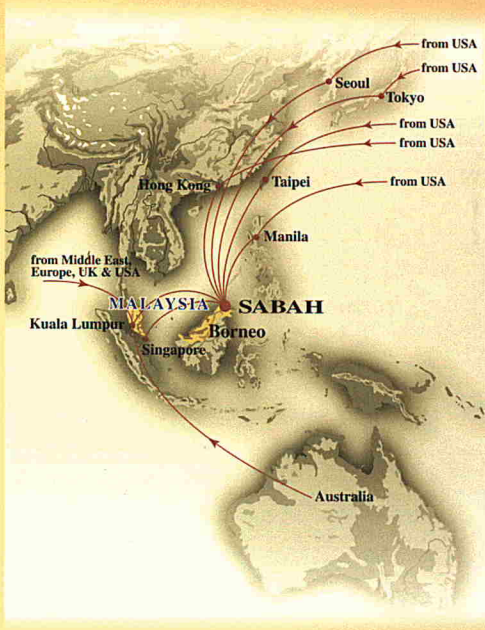 from USA
from USA
Seoul
Tokyo
from USA
from USA
Hong Kong
Taipei
from USA
Manila
from Middle East,
Europe, UK & USA
MALAYSIA
SABAH
Kuala Lumpur
Borneo
Singapore
Australia